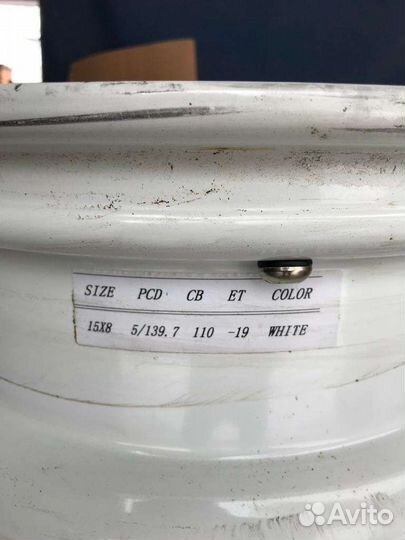 SIZE PCD CB ET COLOR
15X8 5/139.7 110 -19 WHITE
Avito